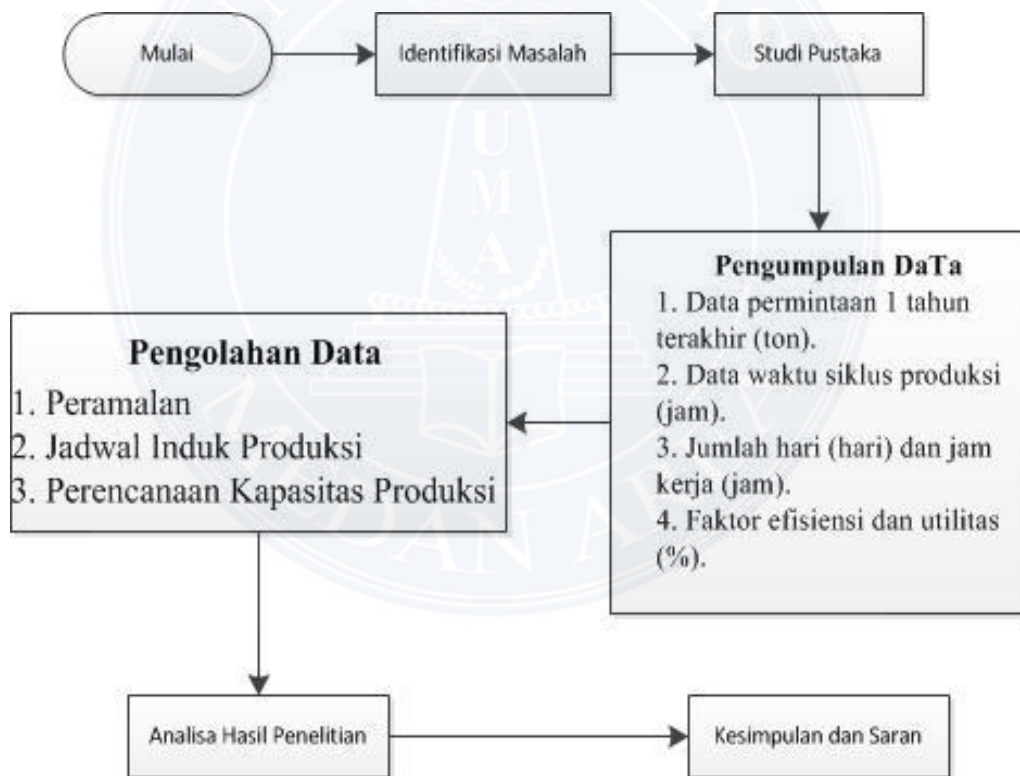 Mulai
Identifikasi Masalah
Studi Pustaka
Pengumpulan DaTa
1. Data permintaan 1 tahun
terakhir (ton).
2. Data waktu siklus produksi
(jam).
3. Jumlah hari (hari) dan jam
kerja (jam).
4. Faktor efisiensi dan utilitas
(%).
Pengolahan Data
1. Peramalan
2. Jadwal Induk Produksi
3. Perencanaan Kapasitas Produksi
Analisa Hasil Penelitian
Kesimpulan dan Saran
UMA